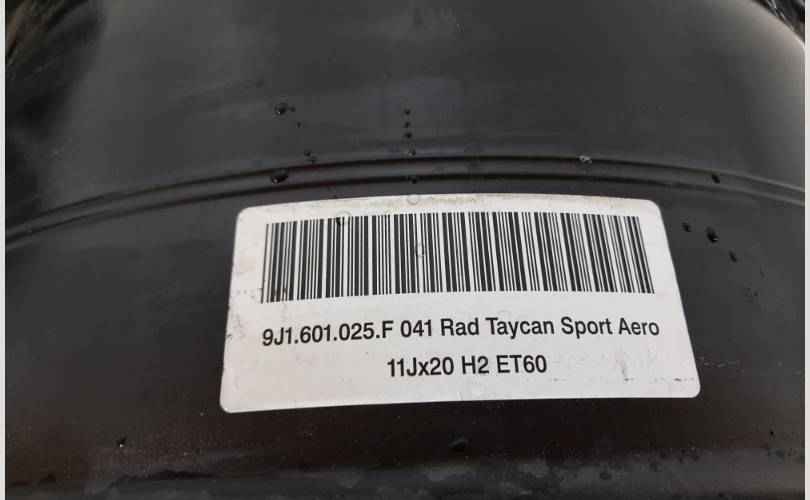 9J1.601.025.F 041 Rad Taycan Sport Aero
11Jx20 H2 ET60